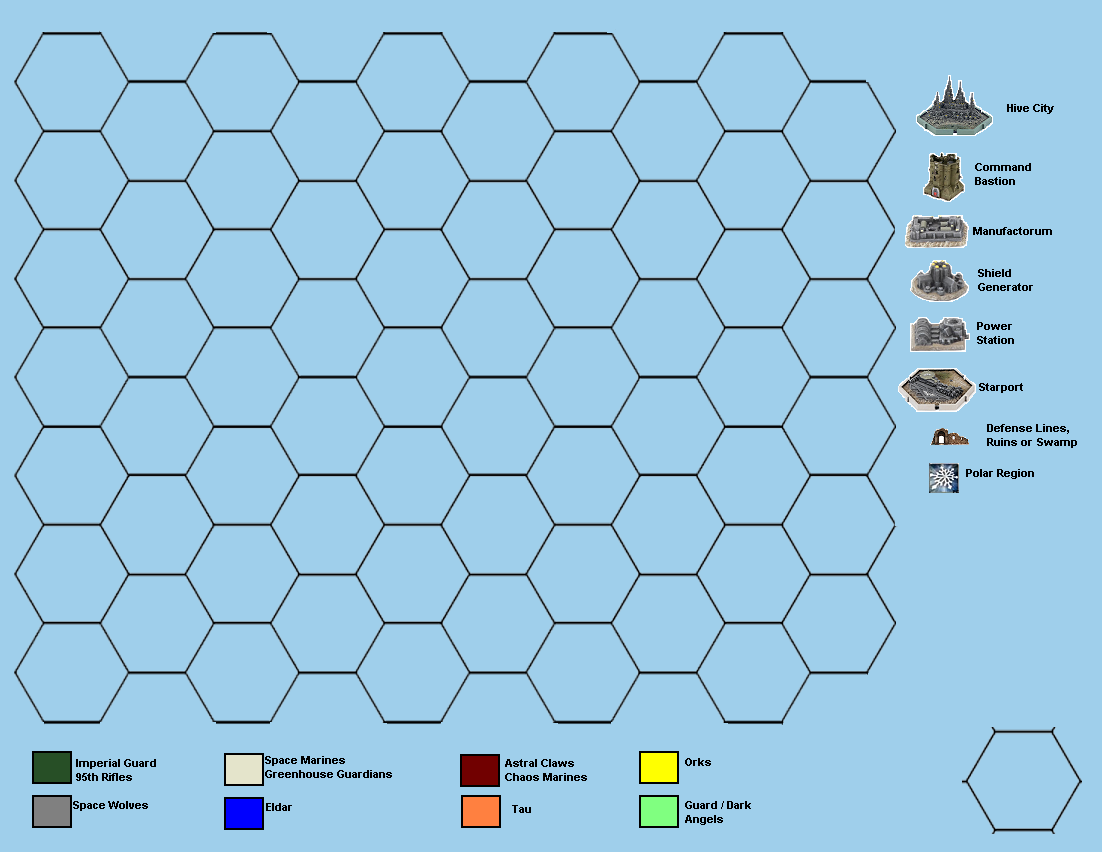 Hive City
Command
Bastion
Manufactorum
Shield
Generator
Power
Station
Starport
Defense Lines,
Ruins or Swamp
Polar Region
Imperial Guard
95th Rifles
Space Marines
Greenhouse Guardians
Astral Claws
Chaos Marines
Orks
Space Wolves
Eldar
Tau
Guard / Dark
Angels